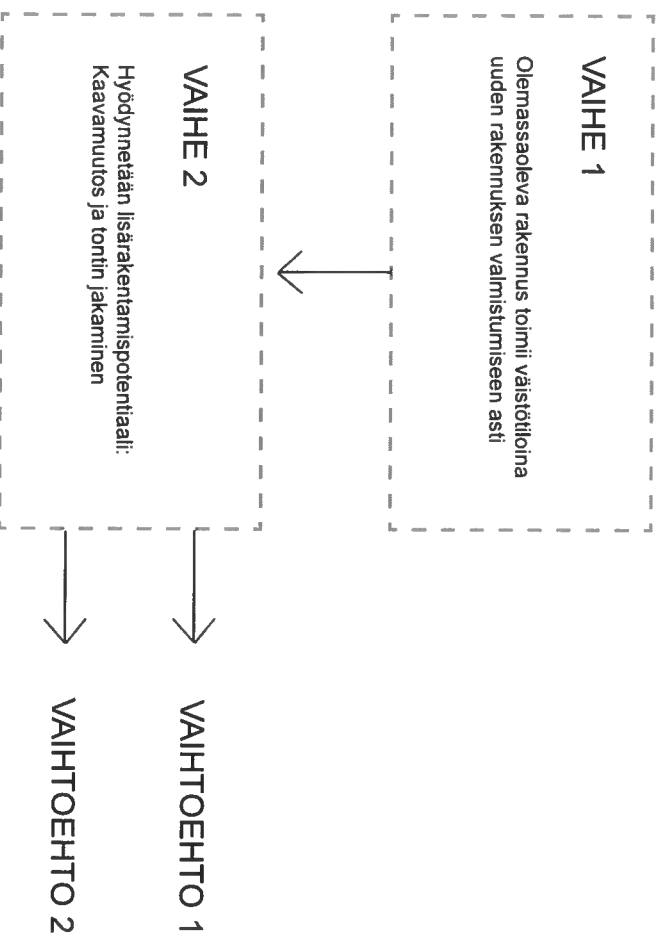 VAIHE 1
Olemassaoleva rakennus toimii väistötiloina
uuden rakennuksen valmistumiseen asti
VAIHE 2
Hyödynnetään lisärakentamispotentiaali:
Kaavamuutos ja tontin jakaminen
VAIHTOEHTO 1
VAIHTOEHTO 2